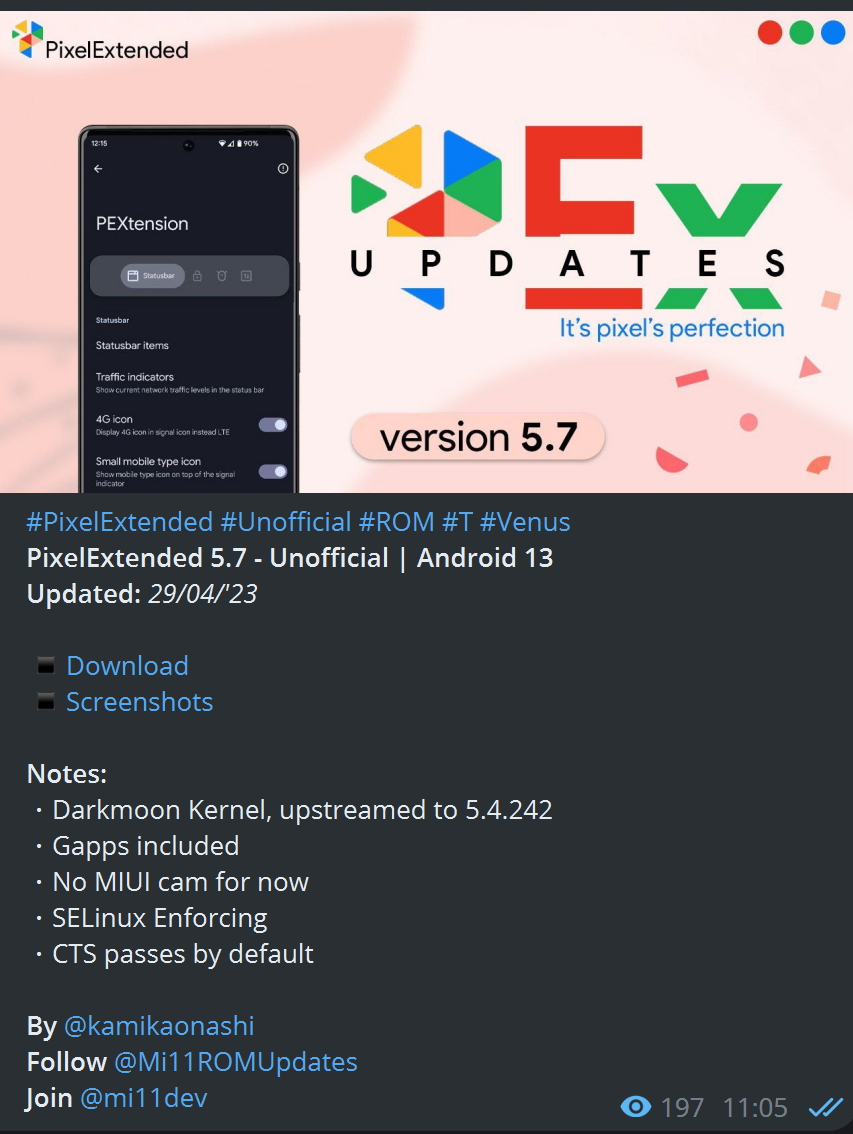 PixelExtended
12:15
90%
PEXtension
Statusbar
Statusbar
Statusbar items
Traffic indicators
Show current network traffic levels in the status bar
4G icon
Display 4G icon in signal icon instead LTE
Small mobile type icon
Show mobile type icon on top of the signal
indicator
Ex
UPDATES
It's pixel's perfection
version 5.7
#PixelExtended #Unofficial #ROM #T #Venus
PixelExtended 5.7 - Unofficial | Android 13
Updated: 29/04/'23
Download
Screenshots
Notes:
· Darkmoon Kernel, upstreamed to 5.4.242
· Gapps included
· No MIUI cam for now
· SELinux Enforcing
· CTS passes by default
By @kamikaonashi
Follow @Mi11ROMUpdates
Join @mi11dev
197 11:05